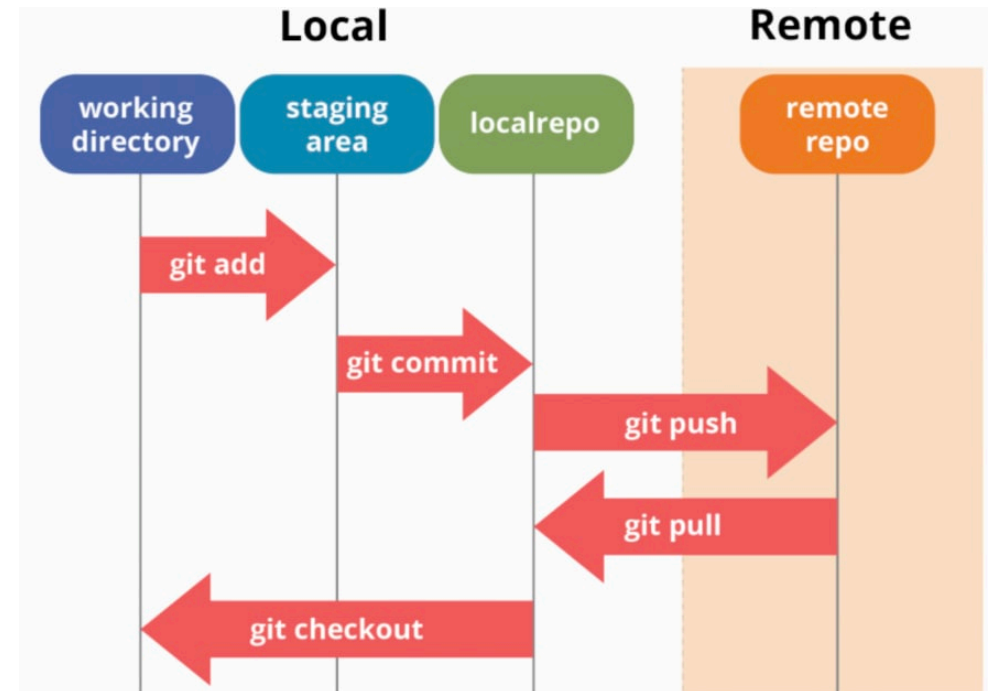 Local
Remote
working
directory
staging
area
localrepo
remote
repo
git add
git commit
git push
git pull
git checkout